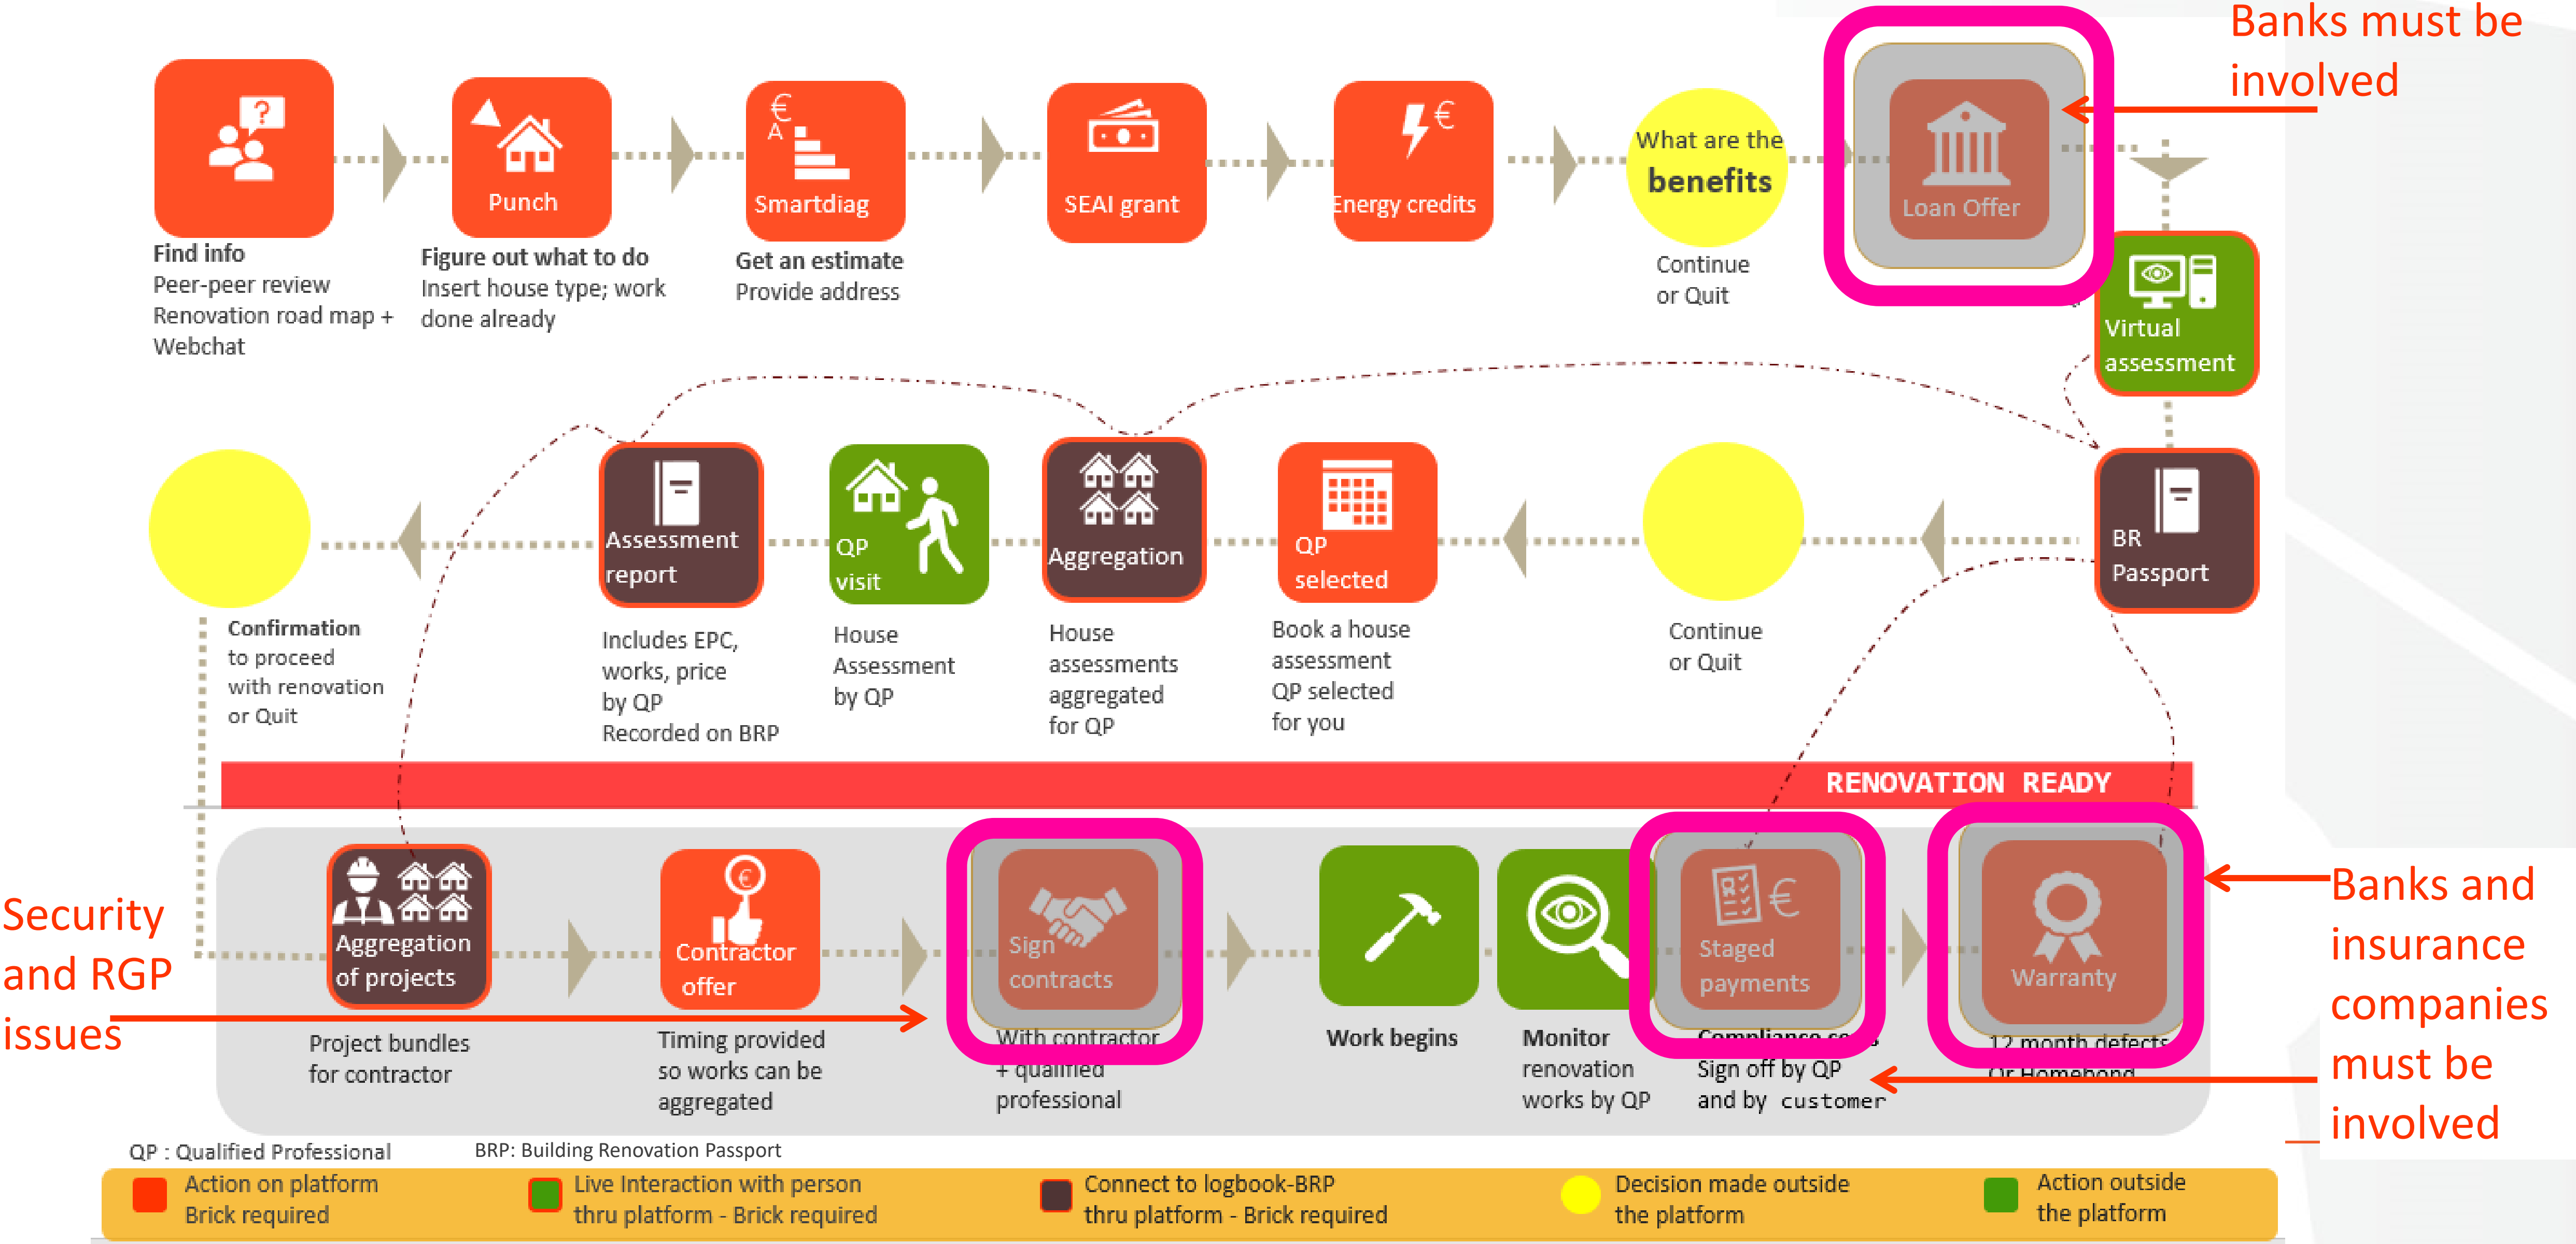 Banks must be
involved
Punch
Smartdiag
SEAI grant
Energy credits
What are the
benefits
Loan Offer
€
A
€
?
Find info
Peer-peer review
Renovation road map +
Webchat
Figure out what to do
Insert house type; work
done already
Get an estimate
Provide address
Continue
or Quit
Virtual
assessment
Assessment
report
QP
visit
Aggregation
QP
selected
BR
Passport
Confirmation
to proceed
with renovation
or Quit
Includes EPC,
works, price
by QP
Recorded on BRP
House
Assessment
by QP
House
assessments
aggregated
for QP
Book a house
assessment
QP selected
for you
Continue
or Quit
RENOVATION READY
Security
and RGP
issues
Aggregation
of projects
€
Contractor
offer
Sign
contracts
€
Staged
payments
Warranty
Project bundles
for contractor
Timing provided
so works can be
aggregated
With contractor
+ qualified
professional
Work begins
Monitor
renovation
works by QP
Compliance
Sign off by QP
and by customer
12 month defects
Or Homebond
Banks and
insurance
companies
must be
involved
QP : Qualified Professional
BRP: Building Renovation Passport
Action on platform
Brick required
Live Interaction with person
thru platform - Brick required
Connect to logbook-BRP
thru platform - Brick required
Decision made outside
the platform
Action outside
the platform